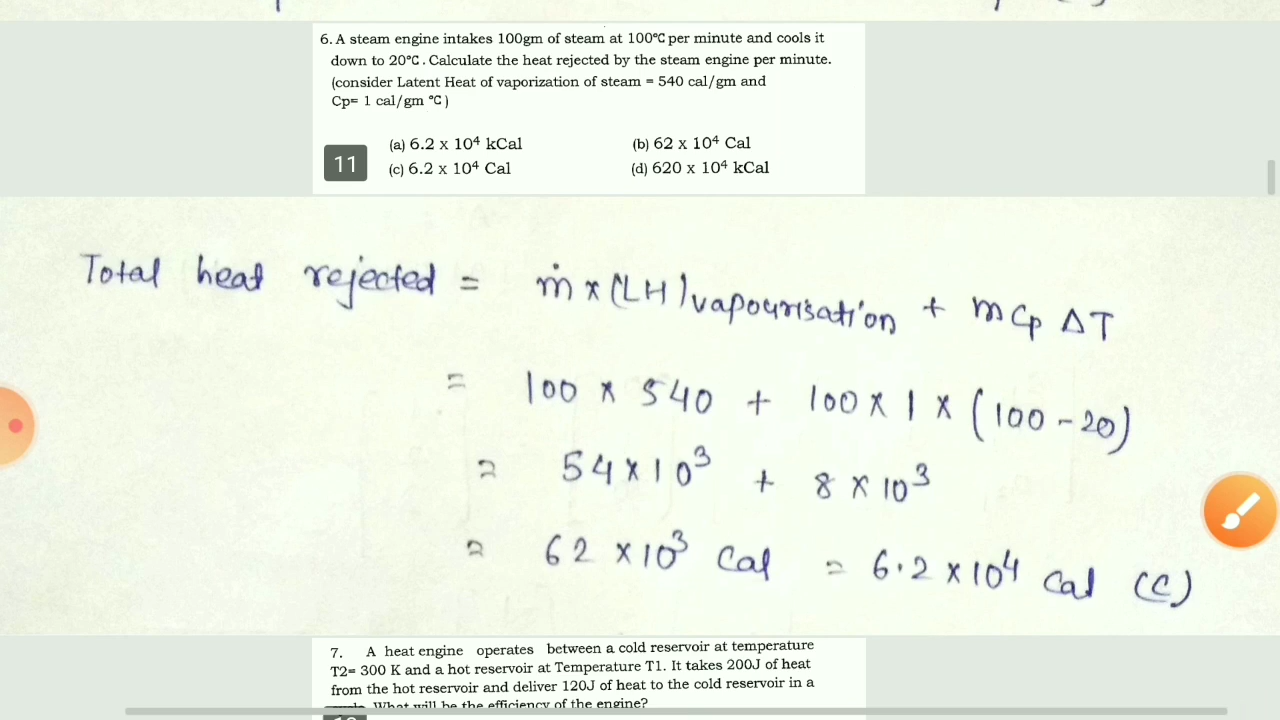 6. A steam engine intakes 100gm of steam at 100°C per minute and cools it
down to 20°C. Calculate the heat rejected by the steam engine per minute.
(consider Latent Heat of vaporization of steam = 540 cal/gm and
Cp= 1 cal/gm °C)
(a) 6.2 x 10⁴ kCal (b) 62 x 10⁴ Cal
11
(c) 6.2 x 10⁴ Cal (d) 620 x 10⁴ kCal
Total heat rejected = ṁ x (LH)vapourisation + m Cp ΔT
= 100 x 540 + 100 x 1 x (100 - 20)
= 54 x 10³ + 8 x 10³
= 62 x 10³ Cal = 6.2 x 10⁴ Cal (C)
7. A heat engine operates between a cold reservoir at temperature
T2= 300 K and a hot reservoir at Temperature T1. It takes 200J of heat
from the hot reservoir and deliver 120J of heat to the cold reservoir in a
What will be the efficiency of the engine?